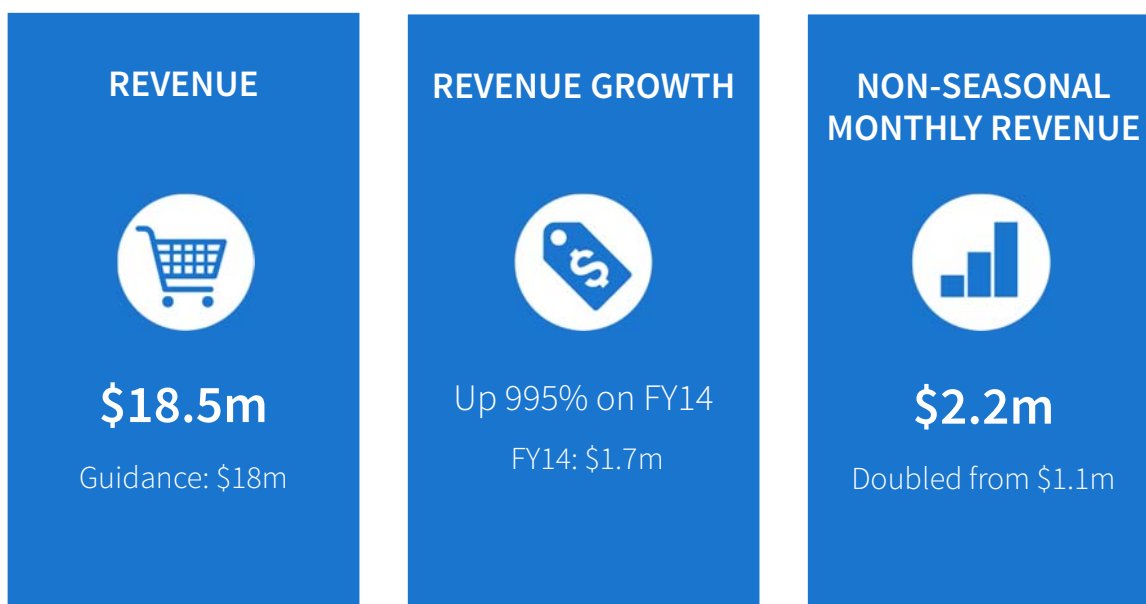 REVENUE
$
$18.5m
Guidance: $18m
REVENUE GROWTH
$
Up 995% on FY14
FY14: $1.7m
NON-SEASONAL
MONTHLY REVENUE
$2.2m
Doubled from $1.1m